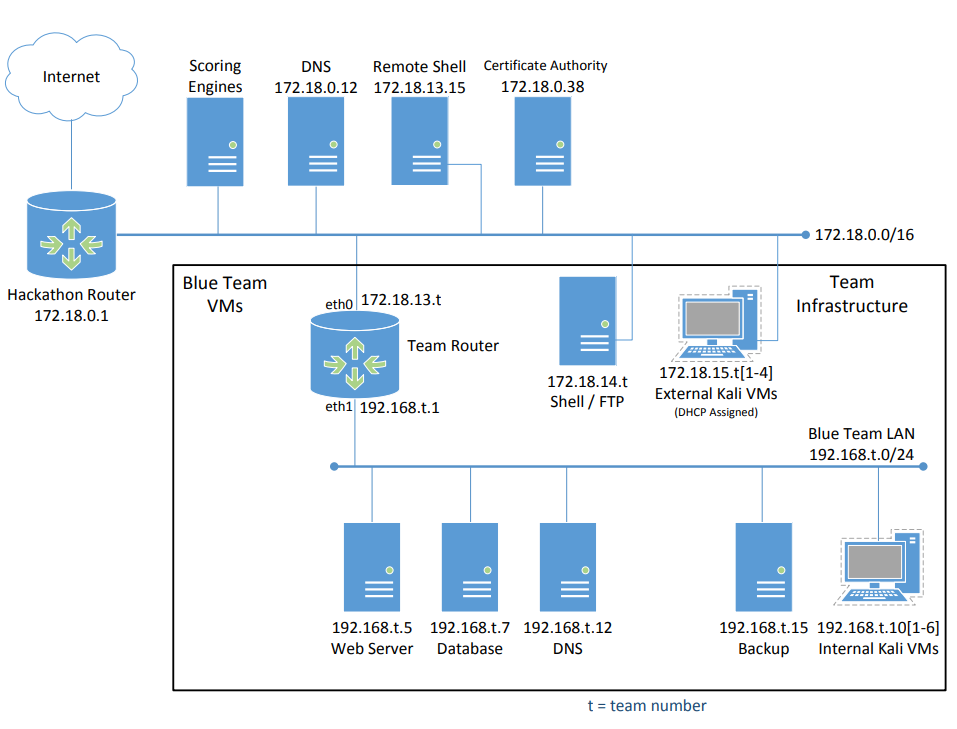 Internet
Scoring
Engines
DNS
172.18.0.12
Remote Shell
172.18.13.15
Certificate Authority
172.18.0.38
172.18.0.0/16
Hackathon Router
172.18.0.1
Blue Team
VMs
Team
Infrastructure
eth0
172.18.13.t
Team Router
eth1
192.168.t.1
172.18.14.t
Shell / FTP
172.18.15.t[1-4]
External Kali VMs
(DHCP Assigned)
Blue Team LAN
192.168.t.0/24
192.168.t.5
Web Server
192.168.t.7
Database
192.168.t.12
DNS
192.168.t.15
Backup
192.168.t.10[1-6]
Internal Kali VMs
t = team number